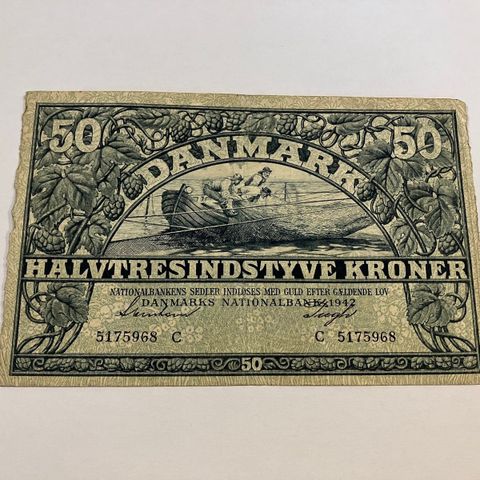 50 50
DANMARK
HALVTRESINDSTYVE KRONER
NATIONALBANKENS SEDLER INDLØSES MED GULD EFTER GÆLDENDE LOV
DANMARKS NATIONALBANK, 1942
5175968 C C 5175968
50